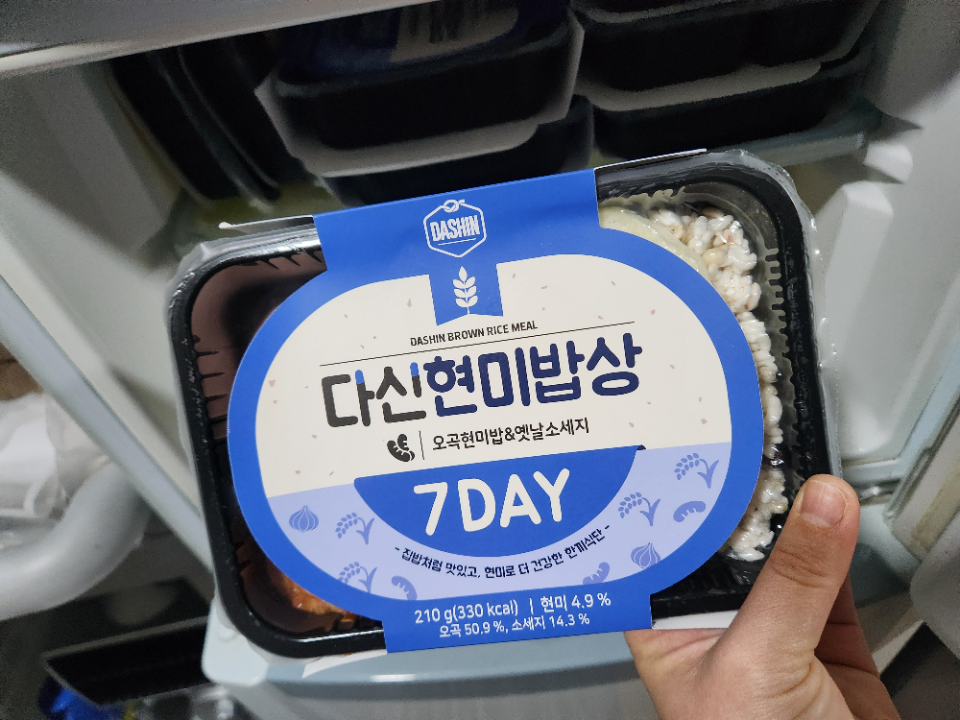 DASHIN
DASHIN BROWN RICE MEAL
다신현미밥상
오곡현미밥&옛날소세지
7DAY
- 집밥처럼 맛있고, 현미로 더 건강한 한끼식단 -
210 g(330 kcal) | 현미 4.9 %
오곡 50.9 %, 소세지 14.3 %